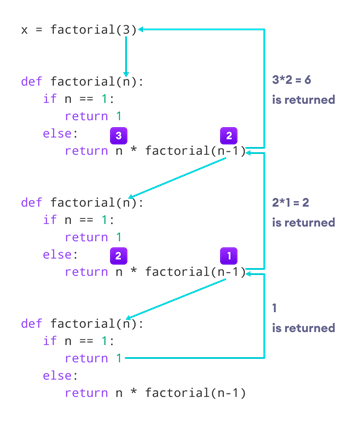 x = factorial(3)
def factorial(n):
if n == 1:
return 1
else:
3 2
return n * factorial(n-1)
3*2 = 6
is returned
def factorial(n):
if n == 1:
return 1
else:
2 1
return n * factorial(n-1)
2*1 = 2
is returned
def factorial(n):
if n == 1:
return 1
else:
return n * factorial(n-1)
1
is returned